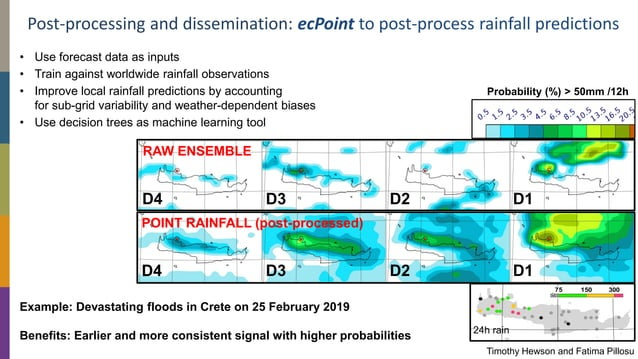 Post-processing and dissemination: ecPoint to post-process rainfall predictions
• Use forecast data as inputs
• Train against worldwide rainfall observations
• Improve local rainfall predictions by accounting
for sub-grid variability and weather-dependent biases
• Use decision trees as machine learning tool
Probability (%) > 50mm /12h
0.5 1.5 2.5 3.5 4.5 6.5 8.5 10.5 13.5 16.5 20.5
RAW ENSEMBLE
D4 D3 D2 D1
POINT RAINFALL (post-processed)
D4 D3 D2 D1
75 150 300
24h rain
Example: Devastating floods in Crete on 25 February 2019
Benefits: Earlier and more consistent signal with higher probabilities
Timothy Hewson and Fatima Pillosu